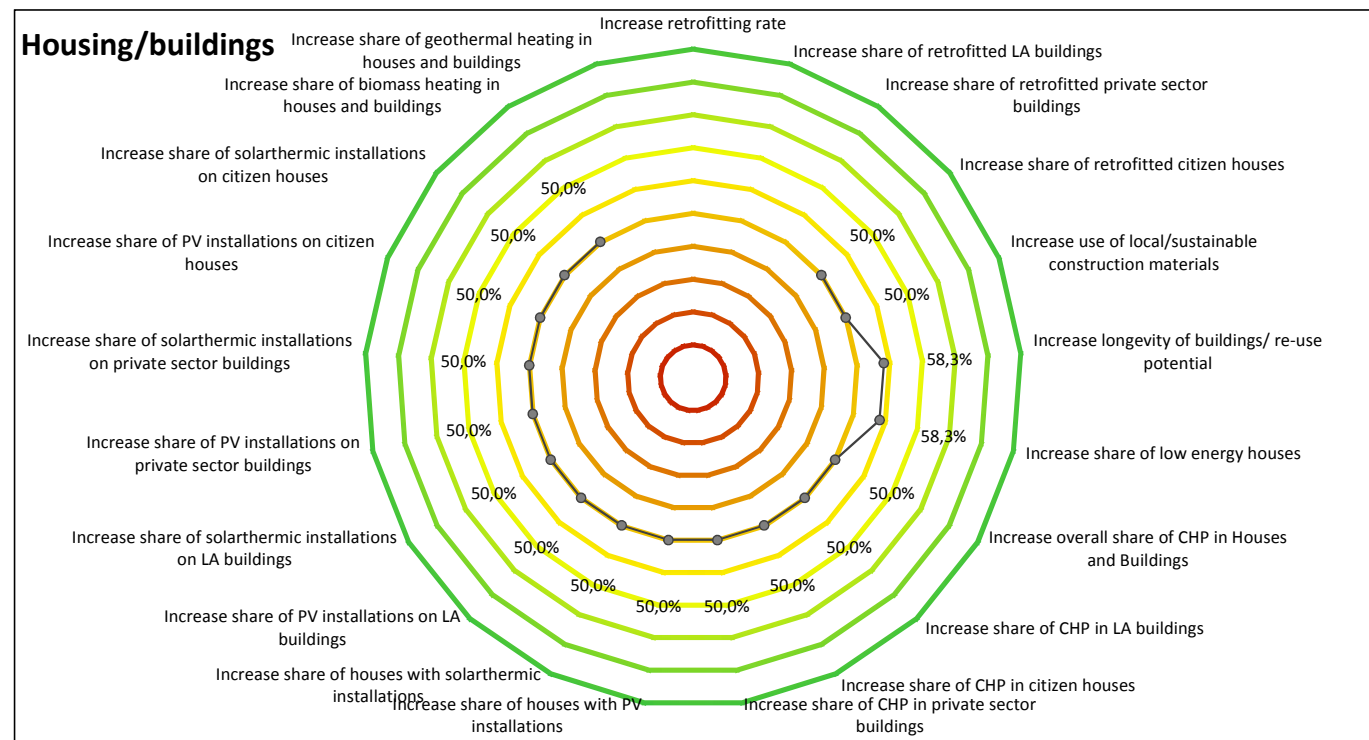 Housing/buildings
Increase retrofitting rate
Increase share of retrofitted LA buildings
Increase share of retrofitted private sector
buildings
Increase share of retrofitted citizen houses
Increase use of local/sustainable
construction materials
Increase longevity of buildings/ re-use
potential
Increase share of low energy houses
Increase overall share of CHP in Houses
and Buildings
Increase share of CHP in LA buildings
Increase share of CHP in citizen houses
Increase share of CHP in private sector
buildings
Increase share of houses with PV
installations
Increase share of houses with solarthermic
installations
Increase share of PV installations on LA
buildings
Increase share of solarthermic installations
on LA buildings
Increase share of PV installations on
private sector buildings
Increase share of solarthermic installations
on private sector buildings
Increase share of PV installations on citizen
houses
Increase share of solarthermic installations
on citizen houses
Increase share of biomass heating in
houses and buildings
Increase share of geothermal heating in
houses and buildings
50,0%
50,0%
58,3%
58,3%
50,0%
50,0%
50,0%
50,0%
50,0%
50,0%
50,0%
50,0%
50,0%
50,0%
50,0%
50,0%
50,0%